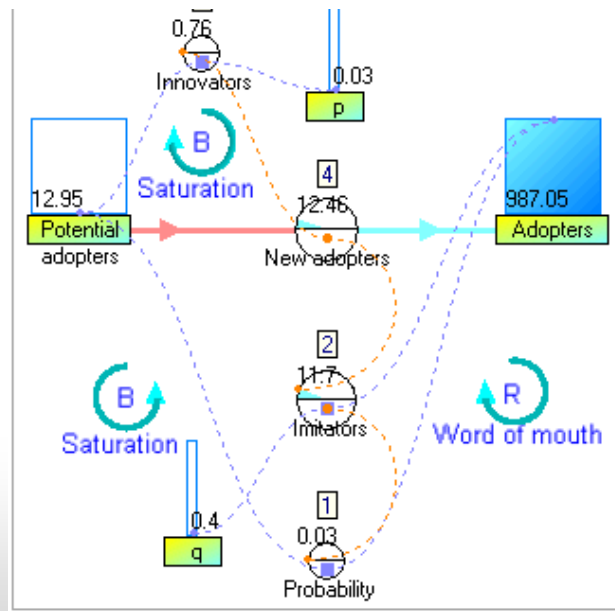 0.76
Innovators
0.03
p
B
Saturation
12.95
Potential
adopters
4
12.46
New adopters
987.05
Adopters
2
11.7
Imitators
B
Saturation
R
Word of mouth
0.4
q
1
0.03
Probability